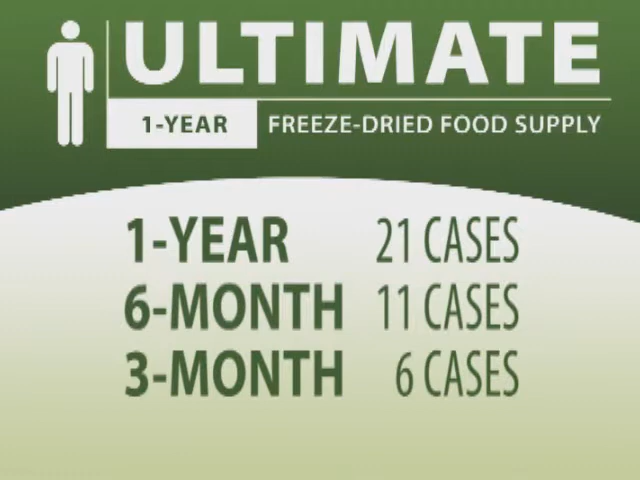 ULTIMATE
1-YEAR FREEZE-DRIED FOOD SUPPLY
1-YEAR 21 CASES
6-MONTH 11 CASES
3-MONTH 6 CASES